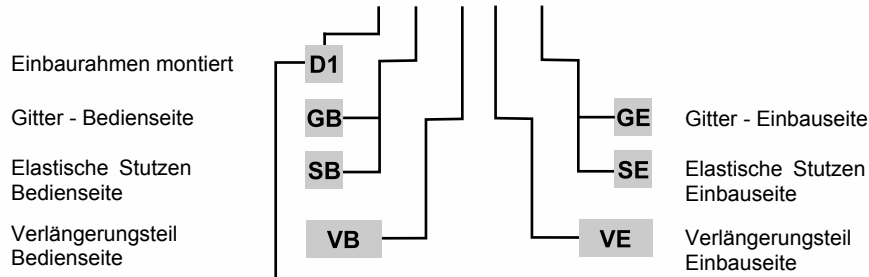 Einbaurahmen montiert D1
Gitter - Bedienseite GB GE Gitter - Einbauseite
Elastische Stutzen SB SE Elastische Stutzen
Bedienseite Einbauseite
Verlängerungsteil VB VE Verlängerungsteil
Bedienseite Einbauseite